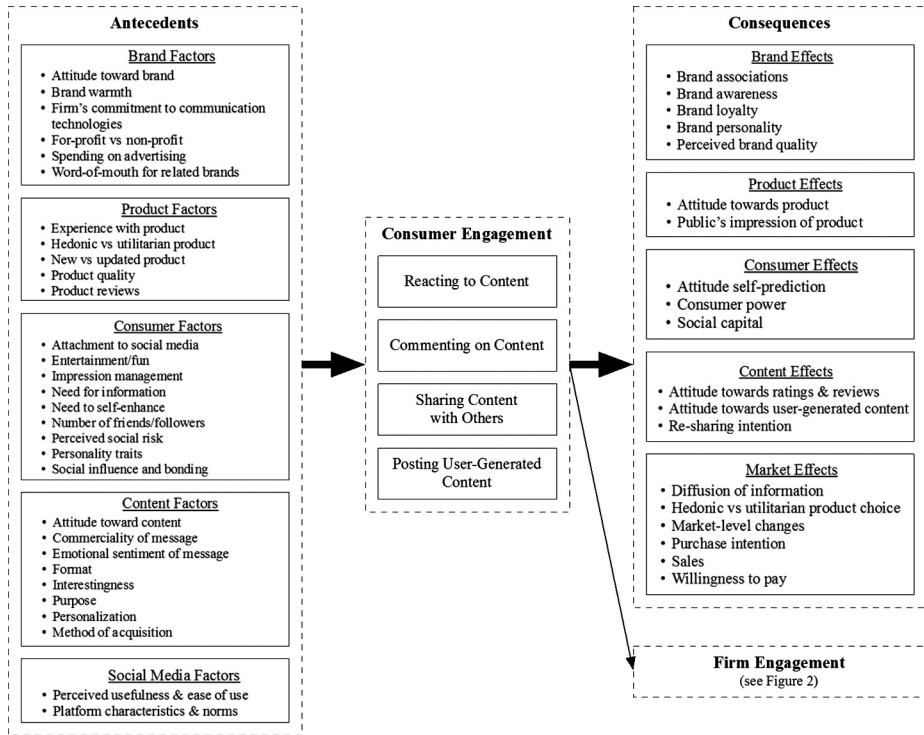 Antecedents
Brand Factors
• Attitude toward brand
• Brand warmth
• Firm's commitment to communication
technologies
• For-profit vs non-profit
• Spending on advertising
• Word-of-mouth for related brands
Product Factors
• Experience with product
• Hedonic vs utilitarian product
• New vs updated product
• Product quality
• Product reviews
Consumer Factors
• Attachment to social media
• Entertainment/fun
• Impression management
• Need for information
• Need to self-enhance
• Number of friends/followers
• Perceived social risk
• Personality traits
• Social influence and bonding
Content Factors
• Attitude toward content
• Commerciality of message
• Emotional sentiment of message
• Format
• Interestingness
• Purpose
• Personalization
• Method of acquisition
Social Media Factors
• Perceived usefulness & ease of use
• Platform characteristics & norms
Consumer Engagement
Reacting to Content
Commenting on Content
Sharing Content
with Others
Posting User-Generated
Content
Consequences
Brand Effects
• Brand associations
• Brand awareness
• Brand loyalty
• Brand personality
• Perceived brand quality
Product Effects
• Attitude towards product
• Public's impression of product
Consumer Effects
• Attitude self-prediction
• Consumer power
• Social capital
Content Effects
• Attitude towards ratings & reviews
• Attitude towards user-generated content
• Re-sharing intention
Market Effects
• Diffusion of information
• Hedonic vs utilitarian product choice
• Market-level changes
• Purchase intention
• Sales
• Willingness to pay
Firm Engagement
(see Figure 2)